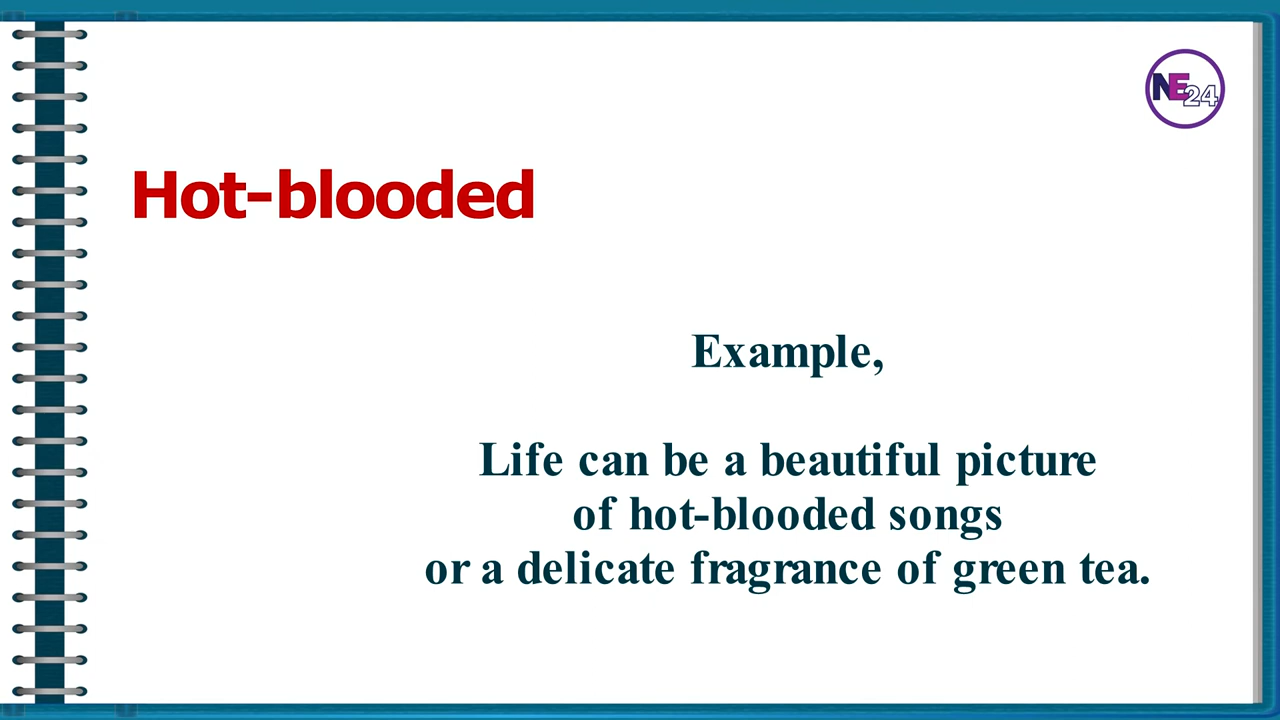 NE24
Hot-blooded
Example,
Life can be a beautiful picture
of hot-blooded songs
or a delicate fragrance of green tea.